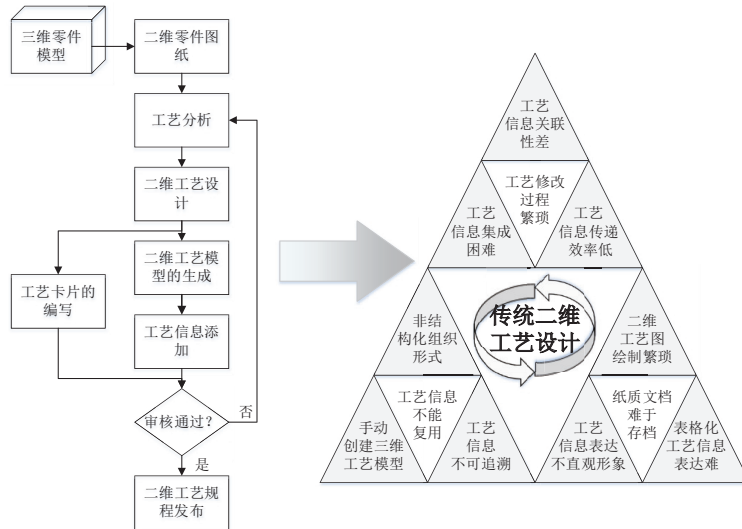 三维零件
模型
二维零件图
纸
工艺分析
二维工艺设
计
二维工艺模
型的生成
工艺卡片的
编写
工艺信息添
加
审核通过?
否
是
二维工艺规
程发布
工艺
信息关联
性差
工艺修改
过程
繁琐
工艺
信息集成
困难
工艺
信息传递
效率低
非结
构化组织
形式
传统二维
工艺设计
二维
工艺图
绘制繁琐
手动
创建三维
工艺模型
工艺信息
不能
复用
工艺
信息
不可追溯
工艺
信息表达
不直观形象
纸质文档
难于
存档
表格化
工艺信息
表达难